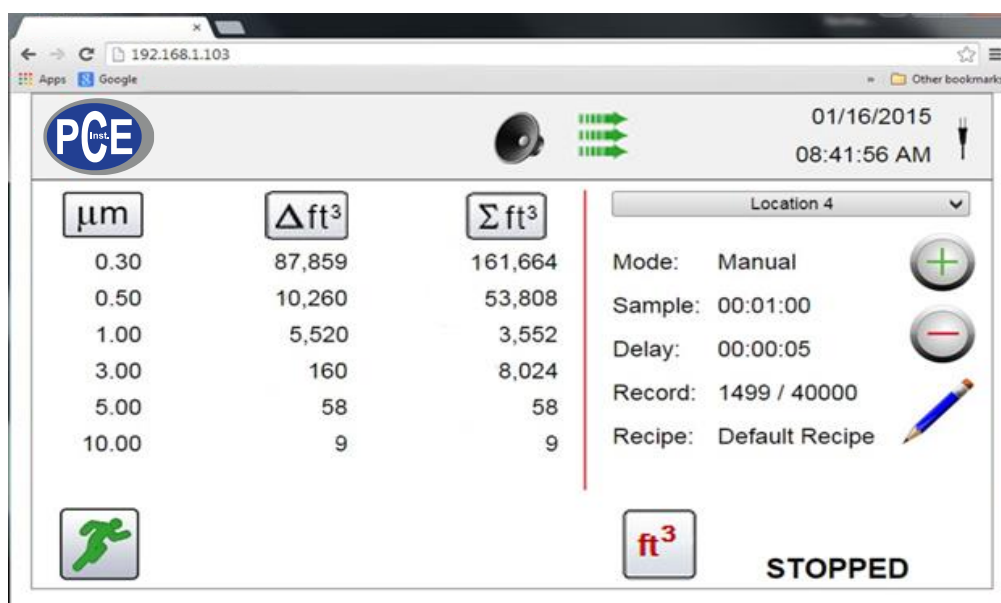 192.168.1.103
Apps Google Other bookmarks
PCE Inst.
01/16/2015
08:41:56 AM
µm Δft³ Σft³
0.30 87,859 161,664
0.50 10,260 53,808
1.00 5,520 3,552
3.00 160 8,024
5.00 58 58
10.00 9 9
Location 4
Mode: Manual
Sample: 00:01:00
Delay: 00:00:05
Record: 1499 / 40000
Recipe: Default Recipe
ft³
STOPPED